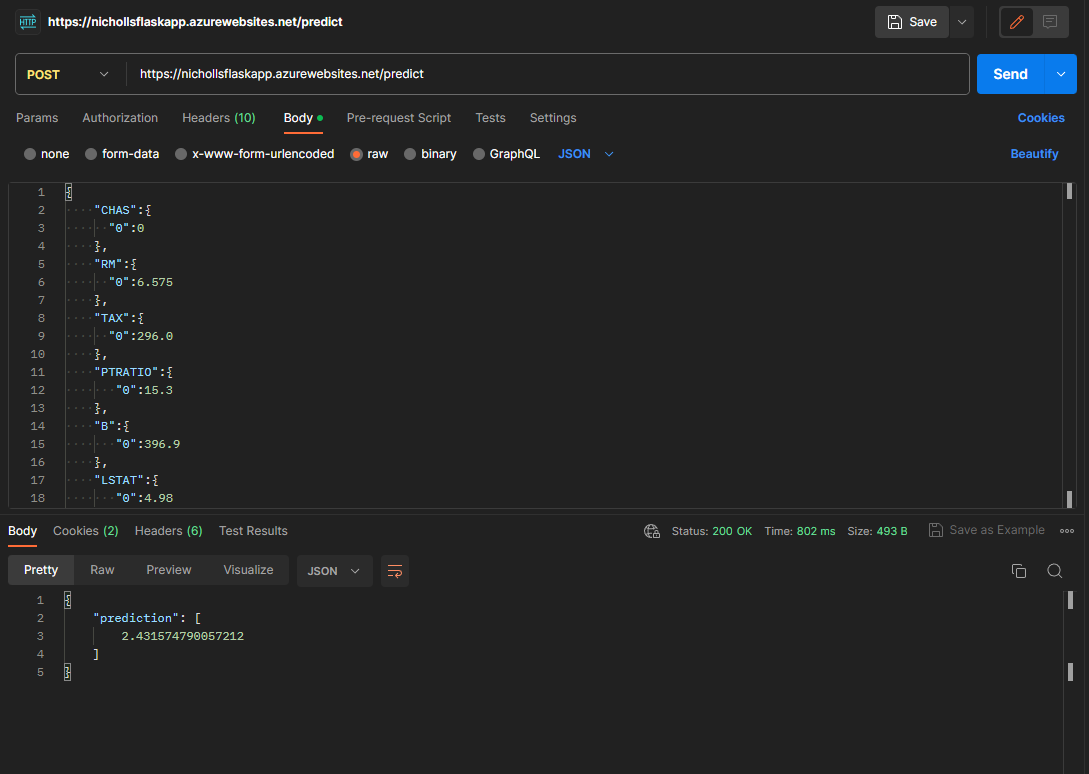 HTTP https://nichollsflaskapp.azurewebsites.net/predict Save
POST https://nichollsflaskapp.azurewebsites.net/predict Send
Params Authorization Headers (10) Body Pre-request Script Tests Settings Cookies
none form-data x-www-form-urlencoded raw binary GraphQL JSON Beautify
1 {
2 "CHAS":{
3 "0":0
4 },
5 "RM":{
6 "0":6.575
7 },
8 "TAX":{
9 "0":296.0
10 },
11 "PTRATIO":{
12 "0":15.3
13 },
14 "B":{
15 "0":396.9
16 },
17 "LSTAT":{
18 "0":4.98
Body Cookies (2) Headers (6) Test Results Status: 200 OK Time: 802 ms Size: 493 B Save as Example
Pretty Raw Preview Visualize JSON
1 {
2 "prediction": [
3 2.431574790057212
4 ]
5 }